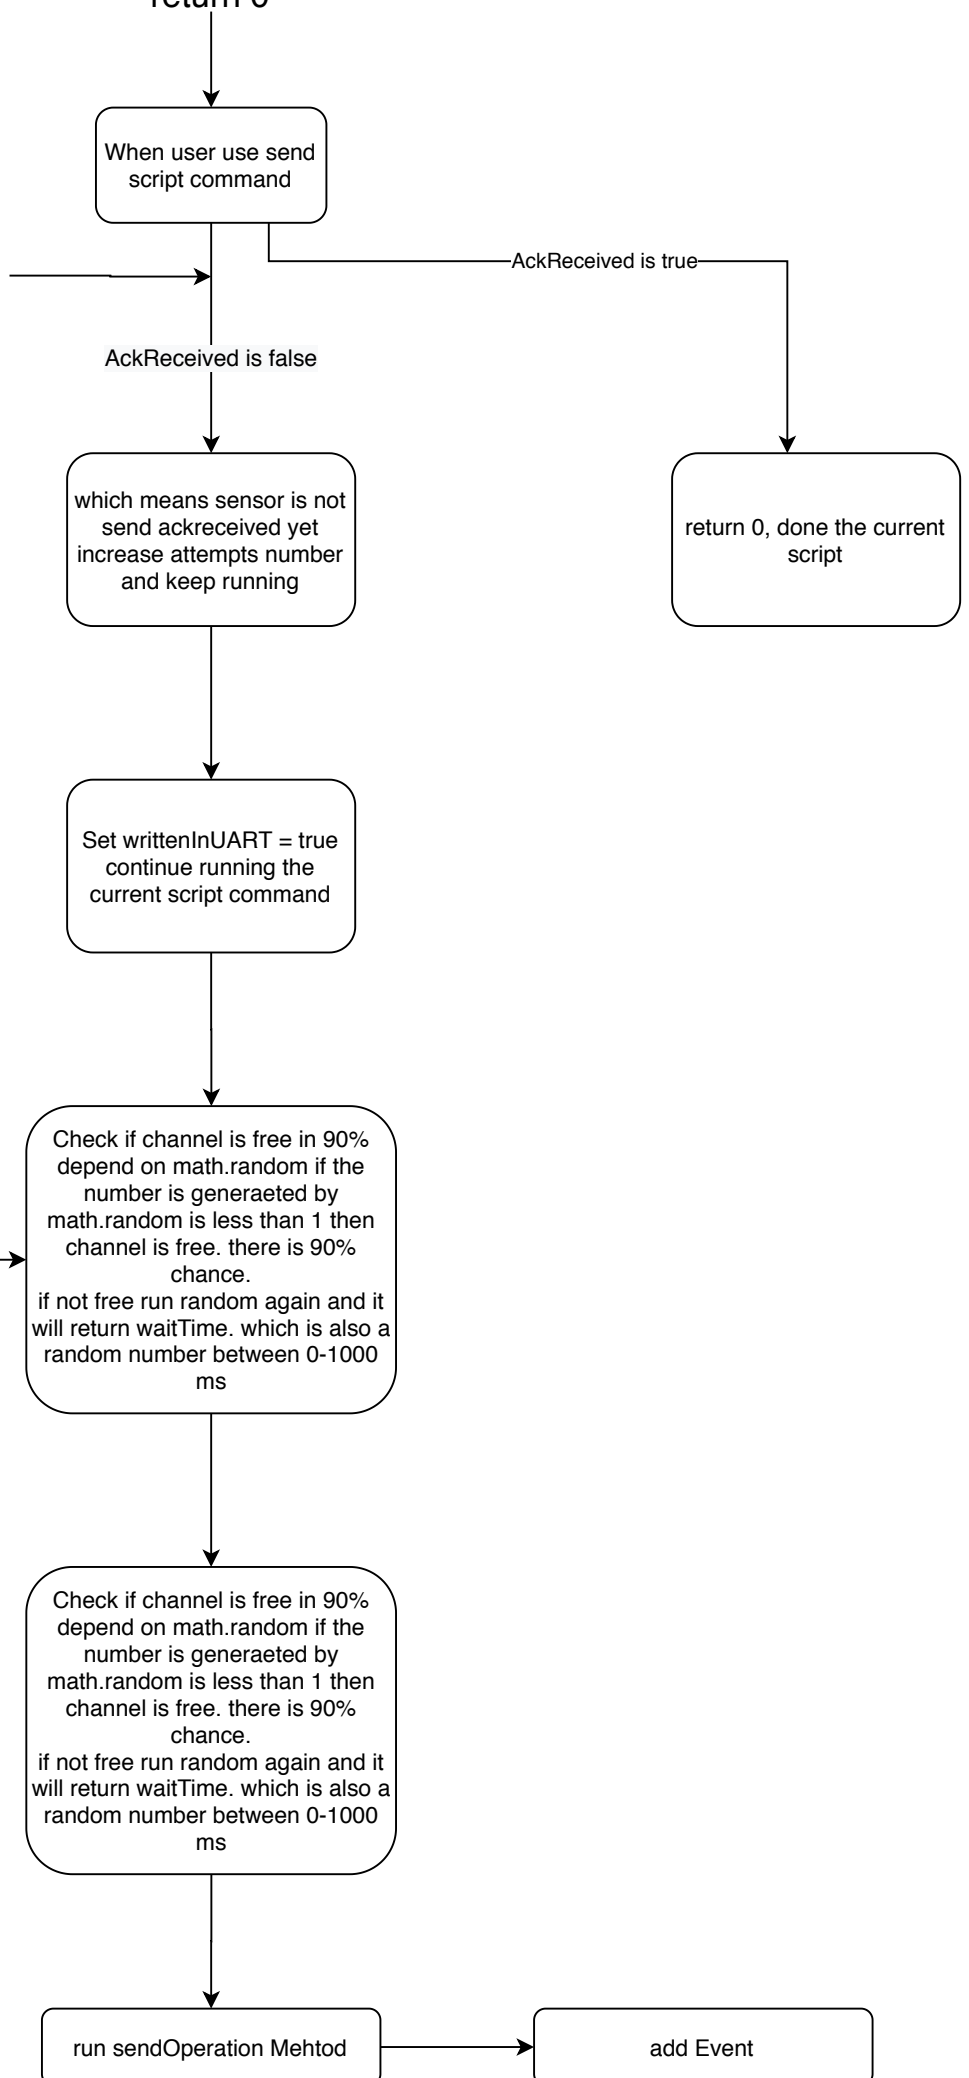 return 0
When user use send
script command
AckReceived is true
AckReceived is false
which means sensor is not
send ackreceived yet
increase attempts number
and keep running
return 0, done the current
script
Set writtenInUART = true
continue running the
current script command
Check if channel is free in 90%
depend on math.random if the
number is generaeted by
math.random is less than 1 then
channel is free. there is 90%
chance.
if not free run random again and it
will return waitTime. which is also a
random number between 0-1000
ms
Check if channel is free in 90%
depend on math.random if the
number is generaeted by
math.random is less than 1 then
channel is free. there is 90%
chance.
if not free run random again and it
will return waitTime. which is also a
random number between 0-1000
ms
run sendOperation Mehtod
add Event